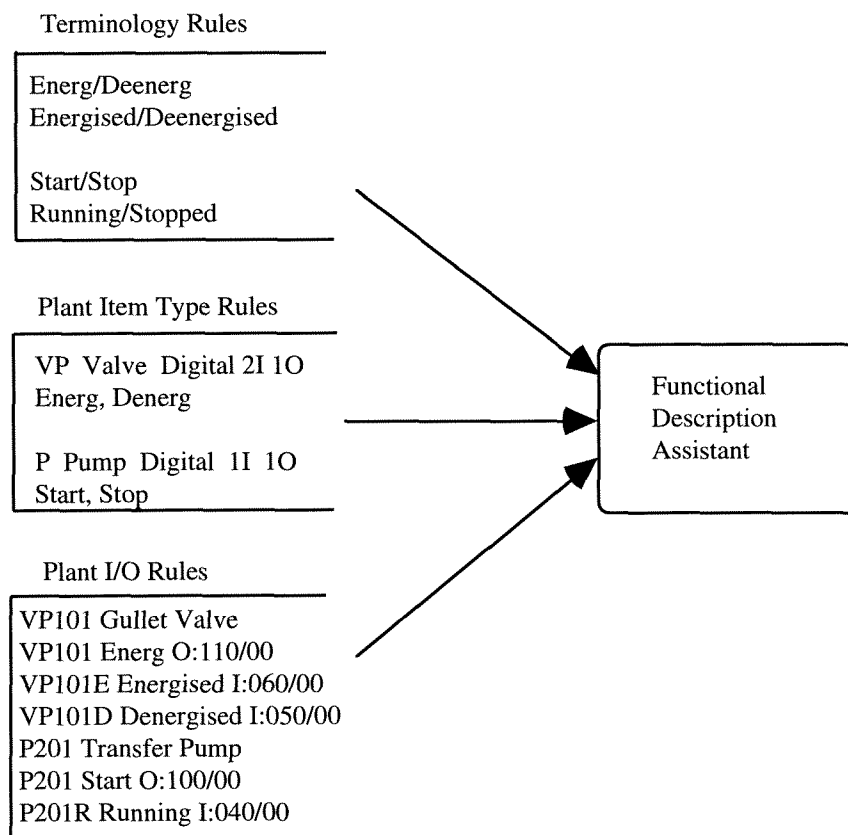 Terminology Rules
Energ/Deenerg
Energised/Deenergised
Start/Stop
Running/Stopped
Plant Item Type Rules
VP Valve Digital 2I 1O
Energ, Denerg
P Pump Digital 1I 1O
Start, Stop
Functional
Description
Assistant
Plant I/O Rules
VP101 Gullet Valve
VP101 Energ O:110/00
VP101E Energised I:060/00
VP101D Denergised I:050/00
P201 Transfer Pump
P201 Start O:100/00
P201R Running I:040/00